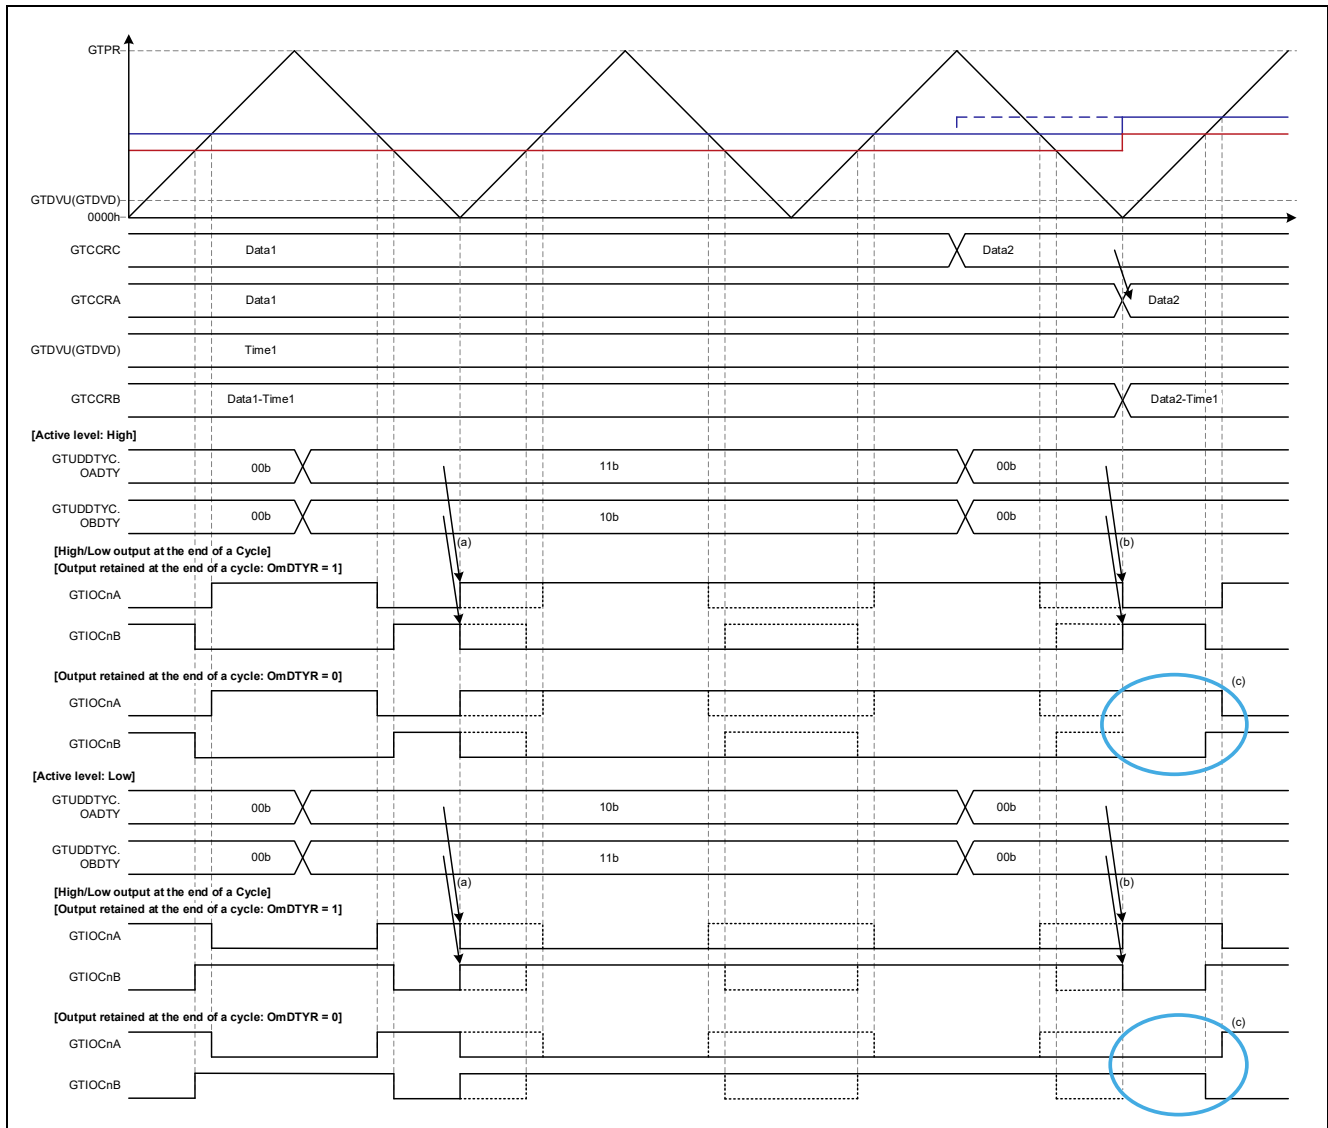 GTPR
GTDVU(GTDVD)
0000h
GTCCRC Data1 Data2
GTCCRA Data1 Data2
GTDVU(GTDVD) Time1
GTCCRB Data1-Time1 Data2-Time1
[Active level: High]
GTUDDTYC.
OADTY 00b 11b 00b
GTUDDTYC.
OBDTY 00b 10b 00b
(a) (b)
[High/Low output at the end of a Cycle]
[Output retained at the end of a cycle: OmDTYR = 1]
GTIOCnA
GTIOCnB
[Output retained at the end of a cycle: OmDTYR = 0]
(c)
GTIOCnA
GTIOCnB
[Active level: Low]
GTUDDTYC.
OADTY 00b 10b 00b
GTUDDTYC.
OBDTY 00b 11b 00b
(a) (b)
[High/Low output at the end of a Cycle]
[Output retained at the end of a cycle: OmDTYR = 1]
GTIOCnA
GTIOCnB
[Output retained at the end of a cycle: OmDTYR = 0]
(c)
GTIOCnA
GTIOCnB